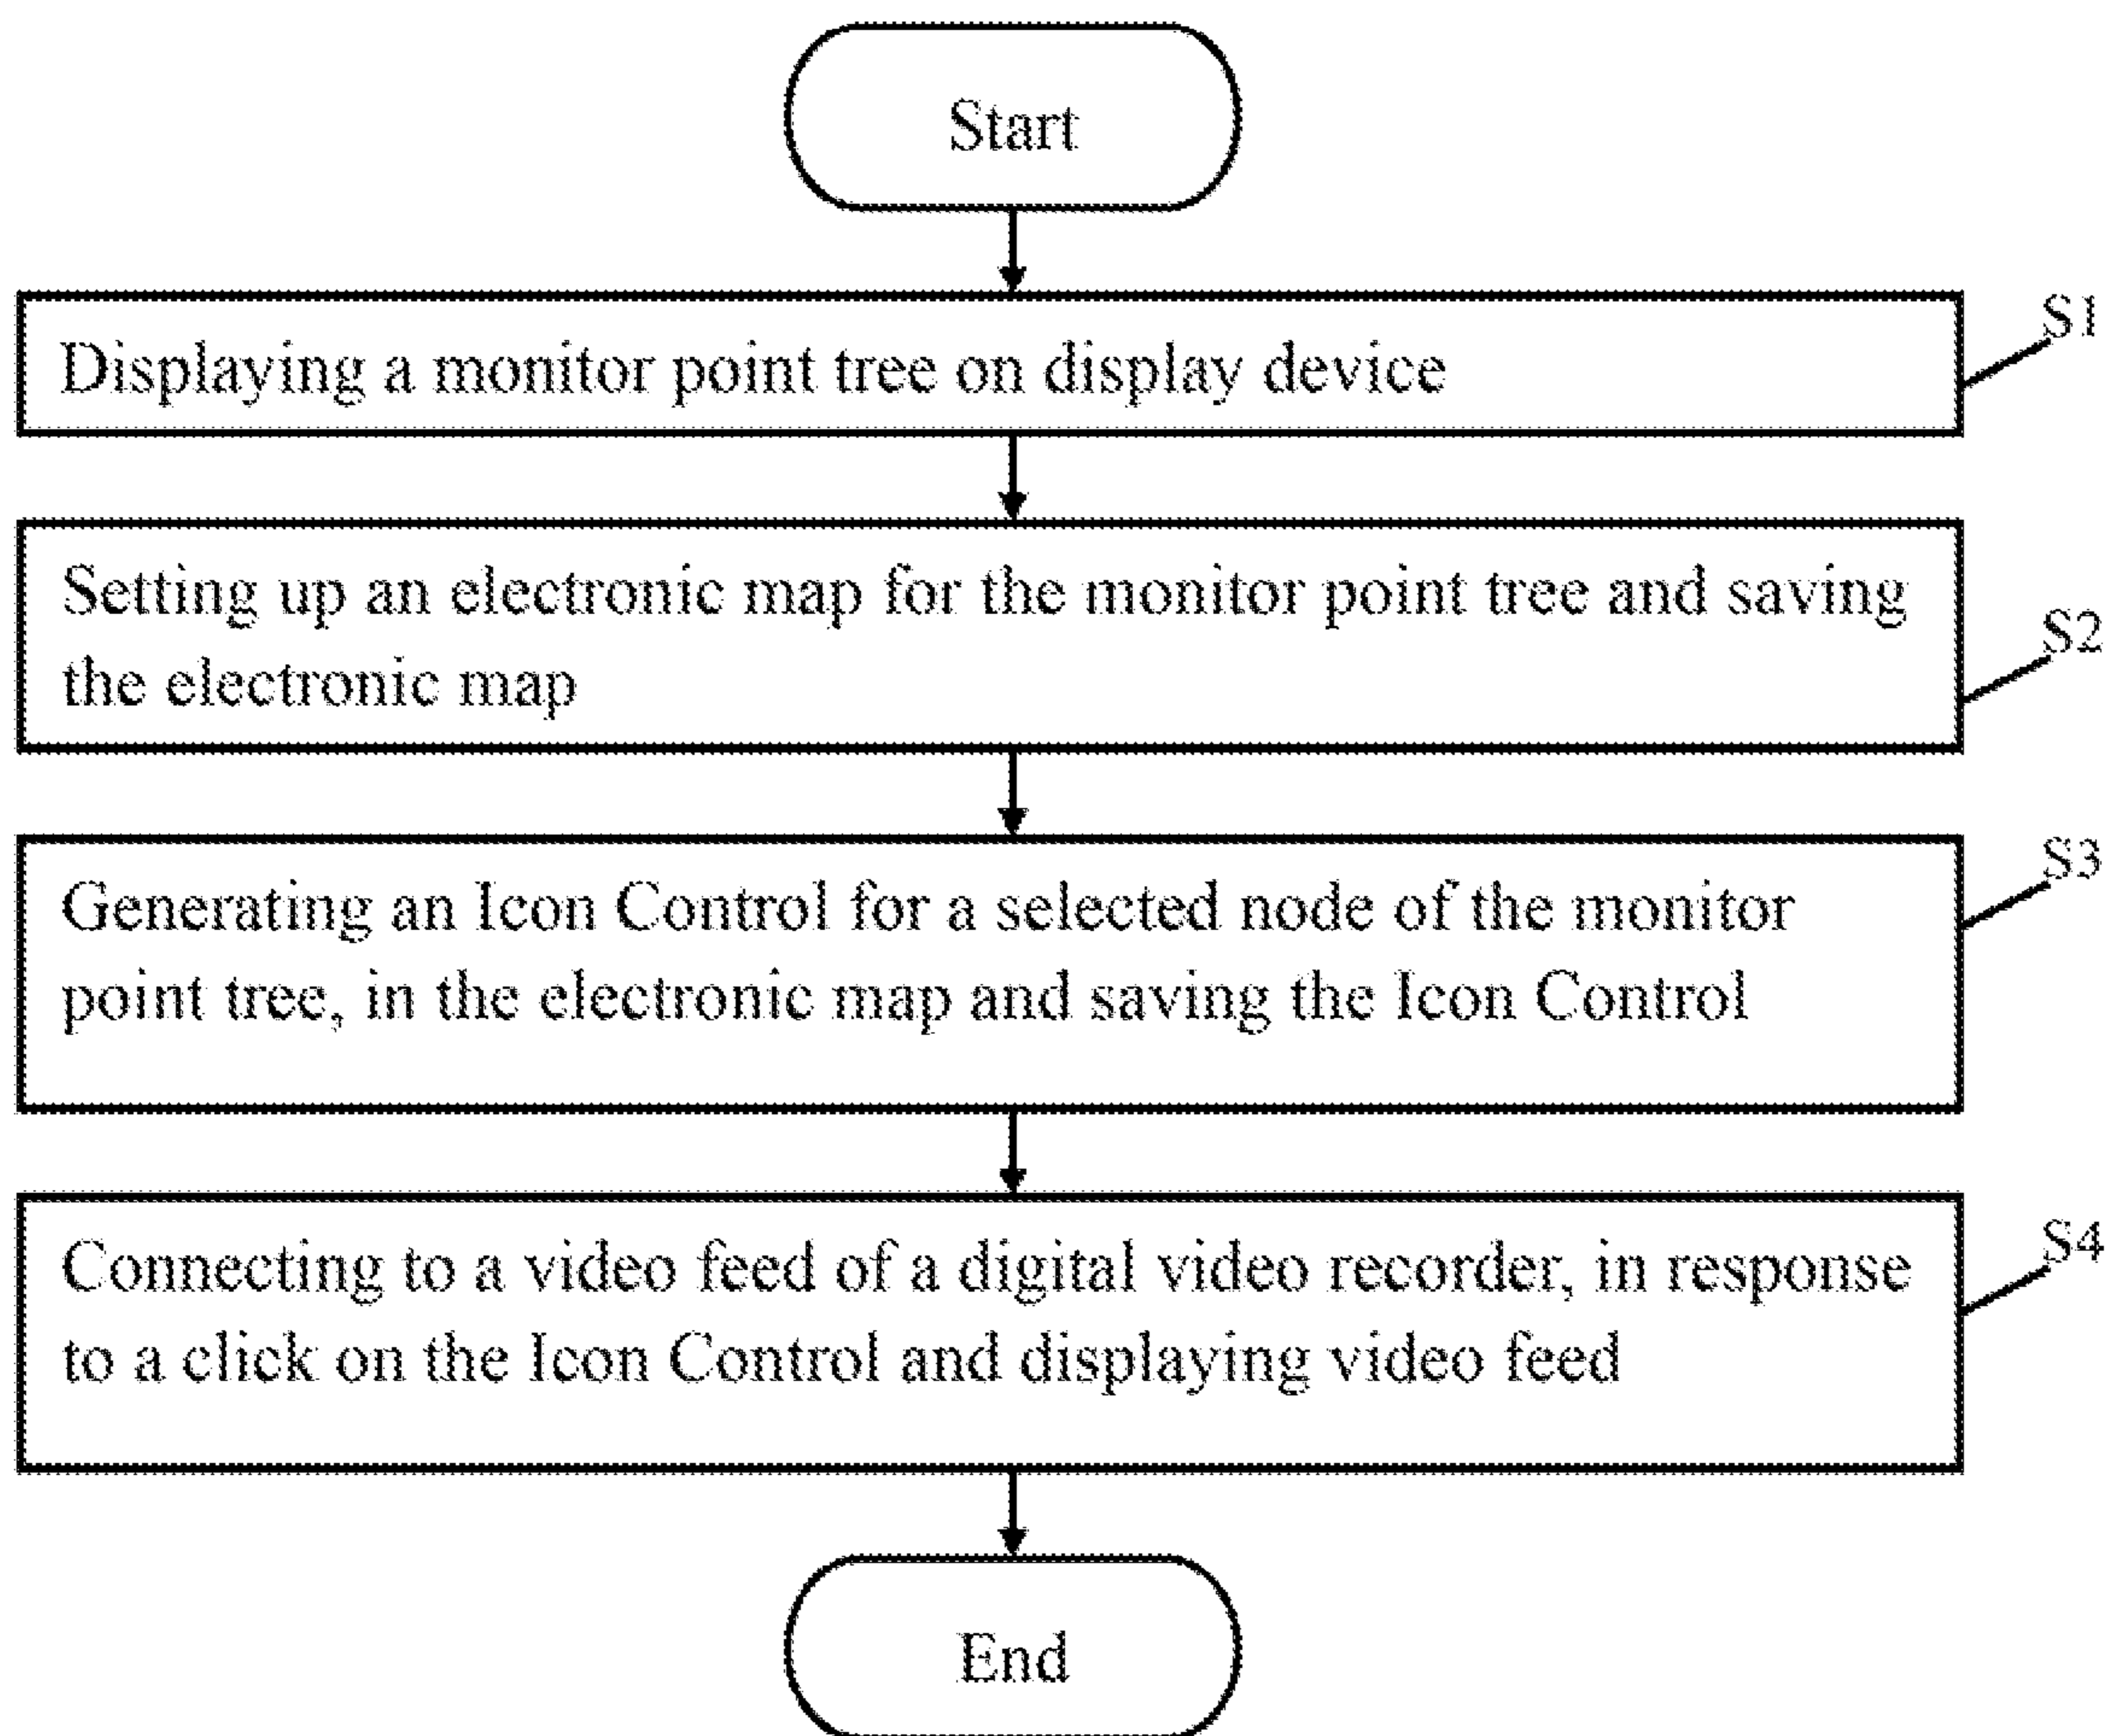 Start
Displaying a monitor point tree on display device
S1
Setting up an electronic map for the monitor point tree and saving
the electronic map
S2
Generating an Icon Control for a selected node of the monitor
point tree, in the electronic map and saving the Icon Control
S3
Connecting to a video feed of a digital video recorder, in response
to a click on the Icon Control and displaying video feed
S4
End